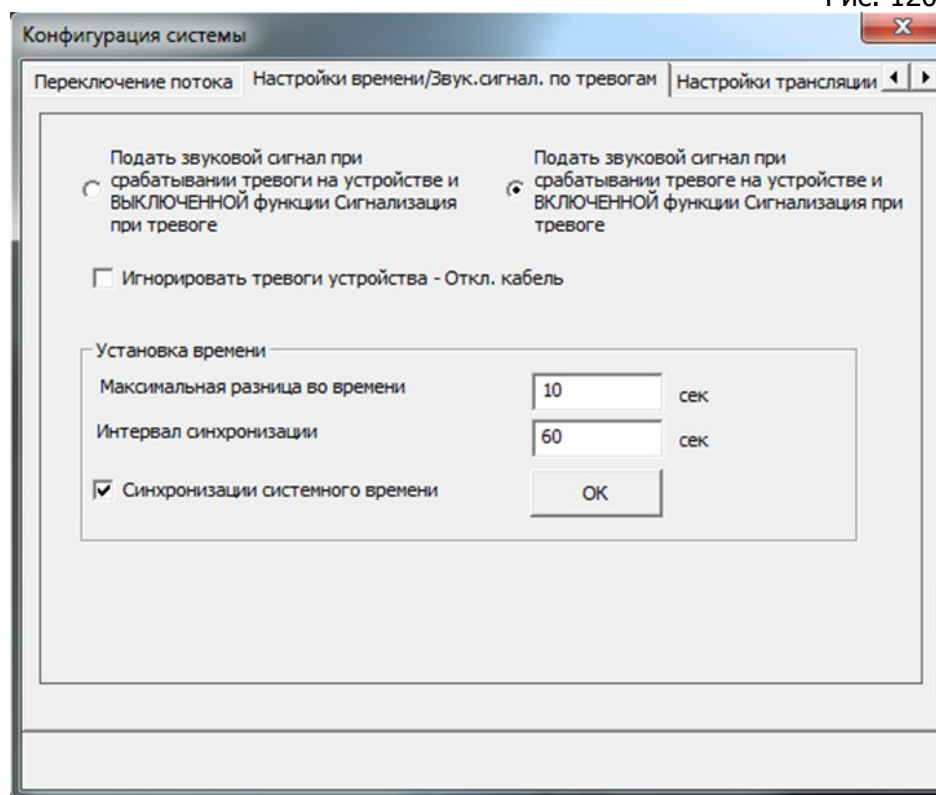 Рис. 120
Конфигурация системы
Переключение потока Настройки времени/Звук.сигнал. по тревогам Настройки трансляции
Подать звуковой сигнал при
срабатывании тревоги на устройстве и
ВЫКЛЮЧЕННОЙ функции Сигнализация
при тревоге
Подать звуковой сигнал при
срабатывании тревоге на устройстве и
ВКЛЮЧЕННОЙ функции Сигнализация при
тревоге
Игнорировать тревоги устройства - Откл. кабель
Установка времени
Максимальная разница во времени 10 сек
Интервал синхронизации 60 сек
Синхронизации системного времени OK